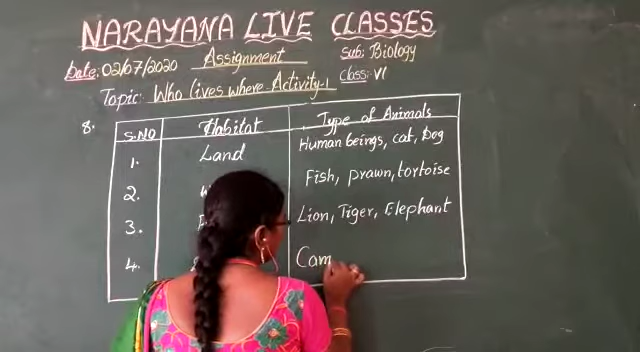 NARAYANA LIVE CLASSES
Date: 02/07/2020 Assignment Sub: Biology
Class: VI
Topic: Who lives where Activity-1
8. S.NO Habitat Type of Animals
1. Land Human beings, cat, Dog
2. Fish, prawn, tortoise
3. Lion, Tiger, Elephant
4. Cam